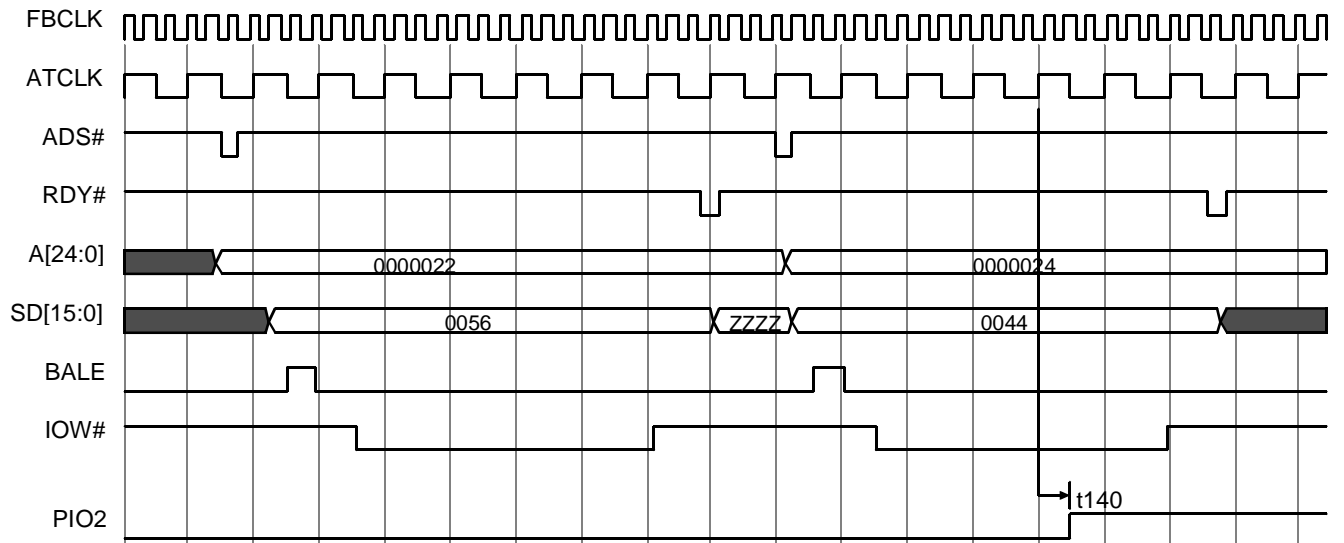 FBCLK
ATCLK
ADS#
RDY#
A[24:0]
0000022
0000024
SD[15:0]
0056
ZZZZ
0044
BALE
IOW#
t140
PIO2